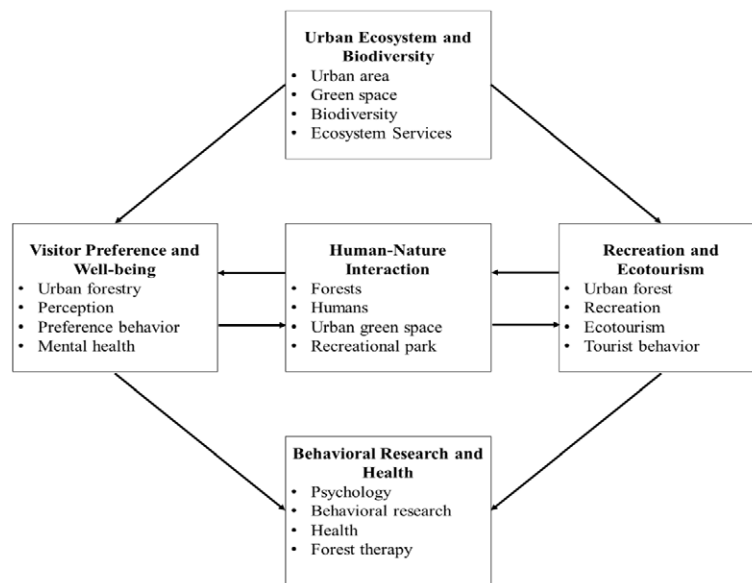 Urban Ecosystem and
Biodiversity
• Urban area
• Green space
• Biodiversity
• Ecosystem Services
Visitor Preference and
Well-being
• Urban forestry
• Perception
• Preference behavior
• Mental health
Human-Nature
Interaction
• Forests
• Humans
• Urban green space
• Recreational park
Recreation and
Ecotourism
• Urban forest
• Recreation
• Ecotourism
• Tourist behavior
Behavioral Research and
Health
• Psychology
• Behavioral research
• Health
• Forest therapy